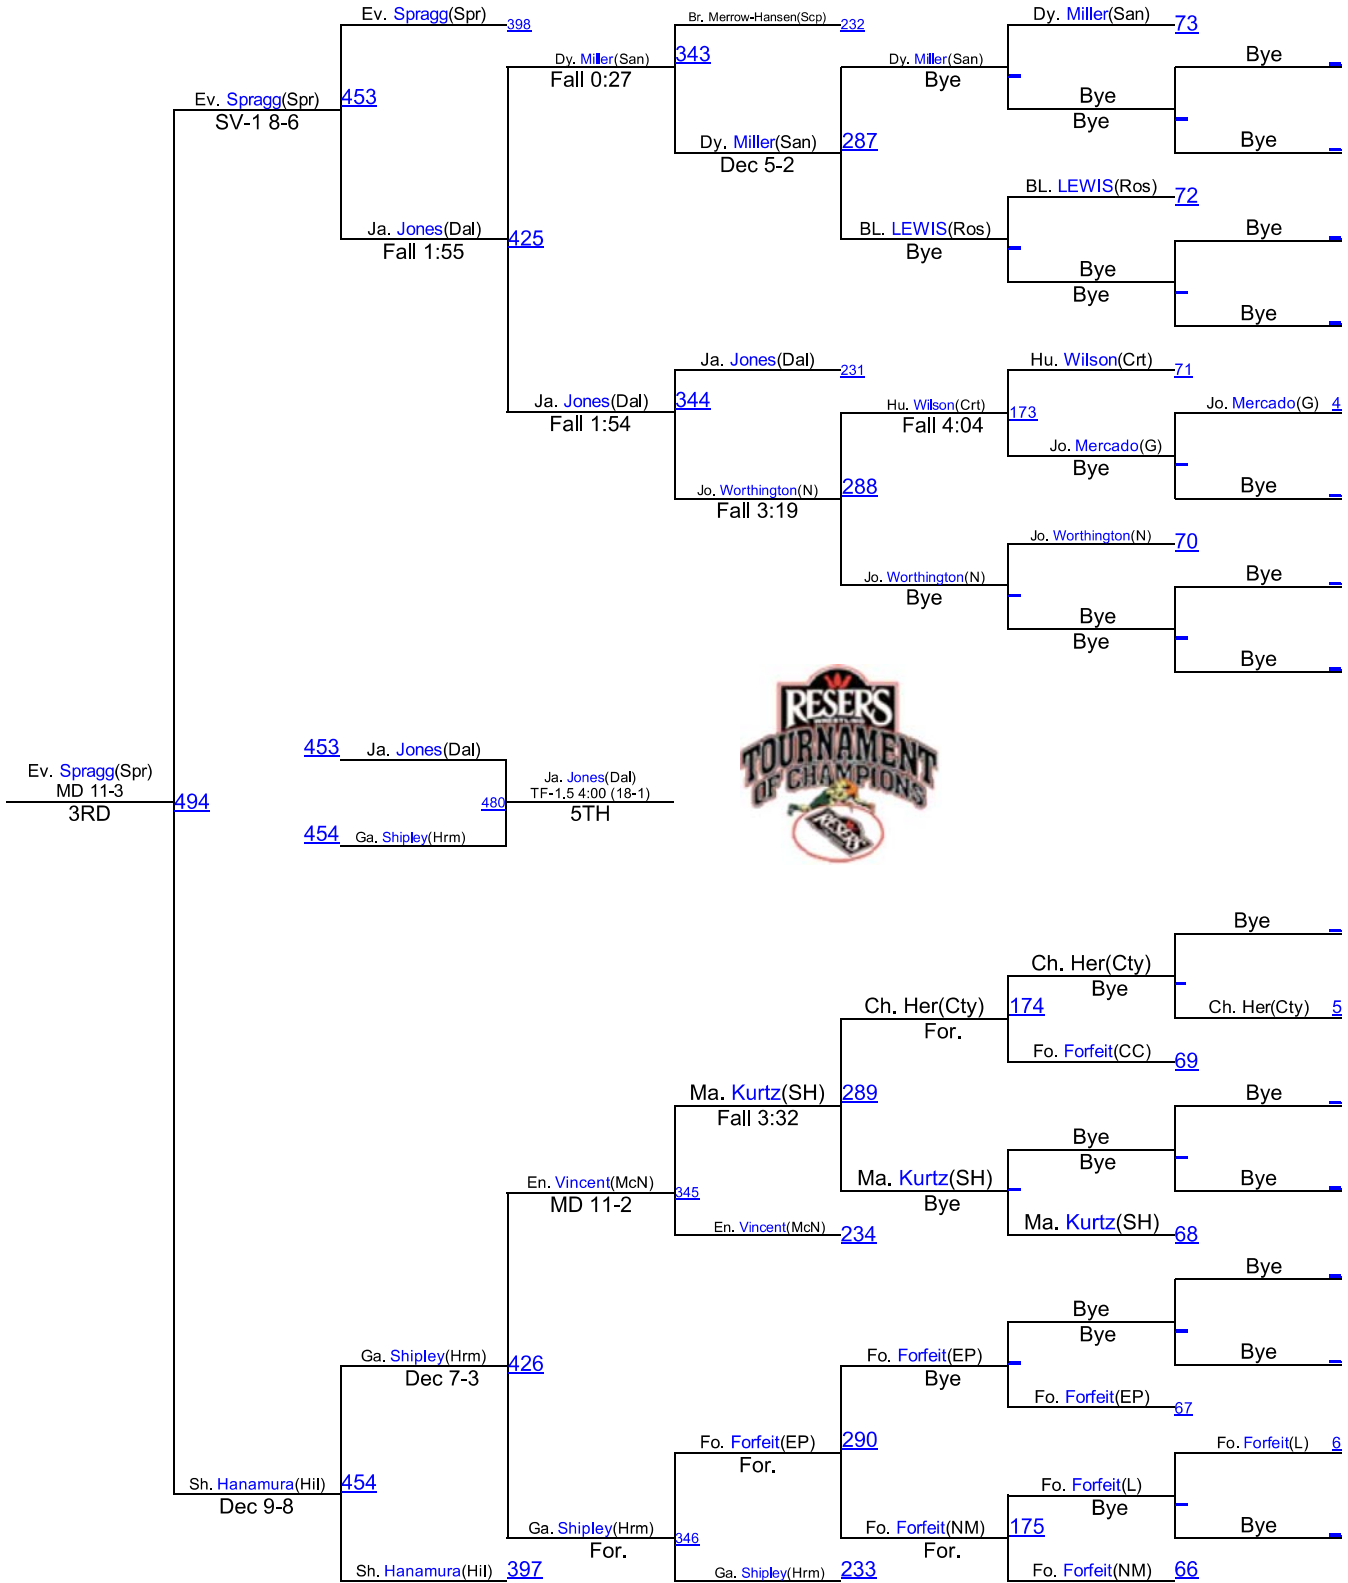 Ev. Spragg(Spr) 398
Br. Merrow-Hansen(Scp) 232
Dy. Miller(San) 73
Bye
Dy. Miller(San) 343
Fall 0:27
Dy. Miller(San)
Bye
Bye
Bye
Ev. Spragg(Spr) 453
SV-1 8-6
Dy. Miller(San) 287
Dec 5-2
Bye
BL. LEWIS(Ros) 72
Ja. Jones(Dal) 425
Fall 1:55
BL. LEWIS(Ros)
Bye
Bye
Bye
Bye
Bye
Ja. Jones(Dal) 231
Hu. Wilson(Crt) 71
Ja. Jones(Dal) 344
Fall 1:54
Hu. Wilson(Crt) 173
Fall 4:04
Jo. Mercado(G) 4
Jo. Mercado(G)
Bye
Jo. Worthington(N) 288
Fall 3:19
Bye
Jo. Worthington(N) 70
Jo. Worthington(N)
Bye
Bye
Bye
Bye
Bye
RESER'S
WRESTLING
TOURNAMENT
OF CHAMPIONS
RESER'S
453 Ja. Jones(Dal)
Ev. Spragg(Spr)
MD 11-3
3RD
494
480
Ja. Jones(Dal)
TF-1.5 4:00 (18-1)
5TH
454 Ga. Shipley(Hrm)
Bye
Ch. Her(Cty)
Bye
Ch. Her(Cty) 174
For.
Ch. Her(Cty) 5
Fo. Forfeit(CC) 69
Ma. Kurtz(SH) 289
Fall 3:32
Bye
Bye
Bye
En. Vincent(McN) 345
MD 11-2
Ma. Kurtz(SH)
Bye
Bye
En. Vincent(McN) 234
Ma. Kurtz(SH) 68
Bye
Bye
Bye
Ga. Shipley(Hrm) 426
Dec 7-3
Fo. Forfeit(EP)
Bye
Bye
Fo. Forfeit(EP) 67
Fo. Forfeit(EP) 290
For.
Fo. Forfeit(L) 6
Sh. Hanamura(Hil) 454
Dec 9-8
Fo. Forfeit(L)
Bye
Ga. Shipley(Hrm) 346
For.
Fo. Forfeit(NM) 175
For.
Bye
Sh. Hanamura(Hil) 397
Ga. Shipley(Hrm) 233
Fo. Forfeit(NM) 66